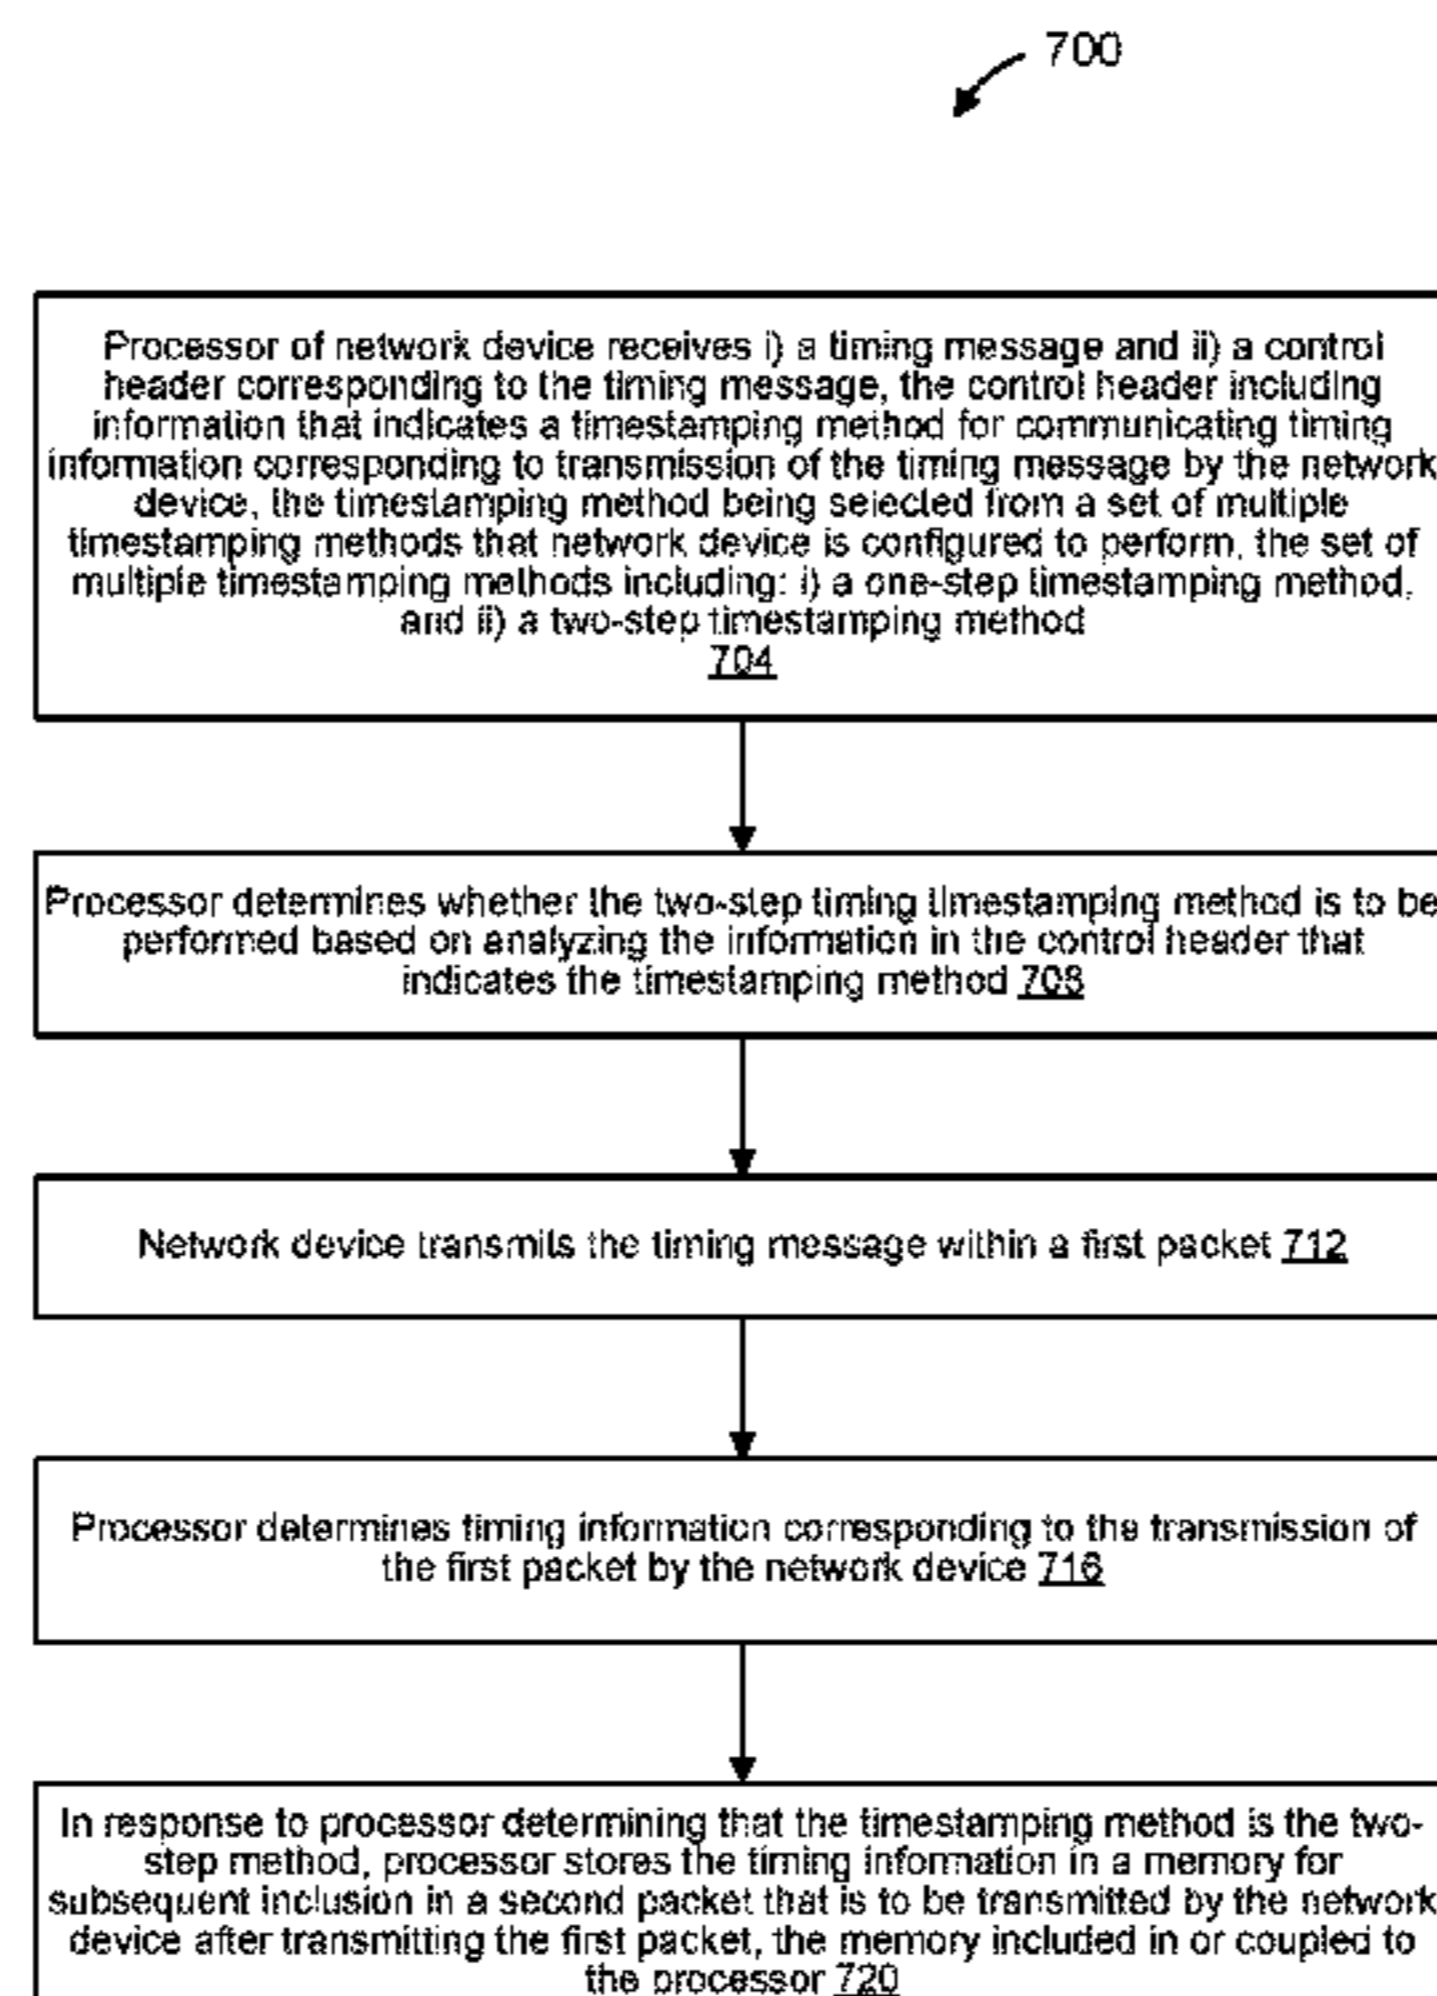 700
Processor of network device receives i) a timing message and ii) a control
header corresponding to the timing message, the control header including
information that indicates a timestamping method for communicating timing
information corresponding to transmission of the timing message by the network
device, the timestamping method being selected from a set of multiple
timestamping methods that network device is configured to perform, the set of
multiple timestamping methods including: i) a one-step timestamping method,
and ii) a two-step timestamping method
704
Processor determines whether the two-step timing timestamping method is to be
performed based on analyzing the information in the control header that
indicates the timestamping method 708
Network device transmits the timing message within a first packet 712
Processor determines timing information corresponding to the transmission of
the first packet by the network device 716
In response to processor determining that the timestamping method is the two-
step method, processor stores the timing information in a memory for
subsequent inclusion in a second packet that is to be transmitted by the network
device after transmitting the first packet, the memory included in or coupled to
the processor 720